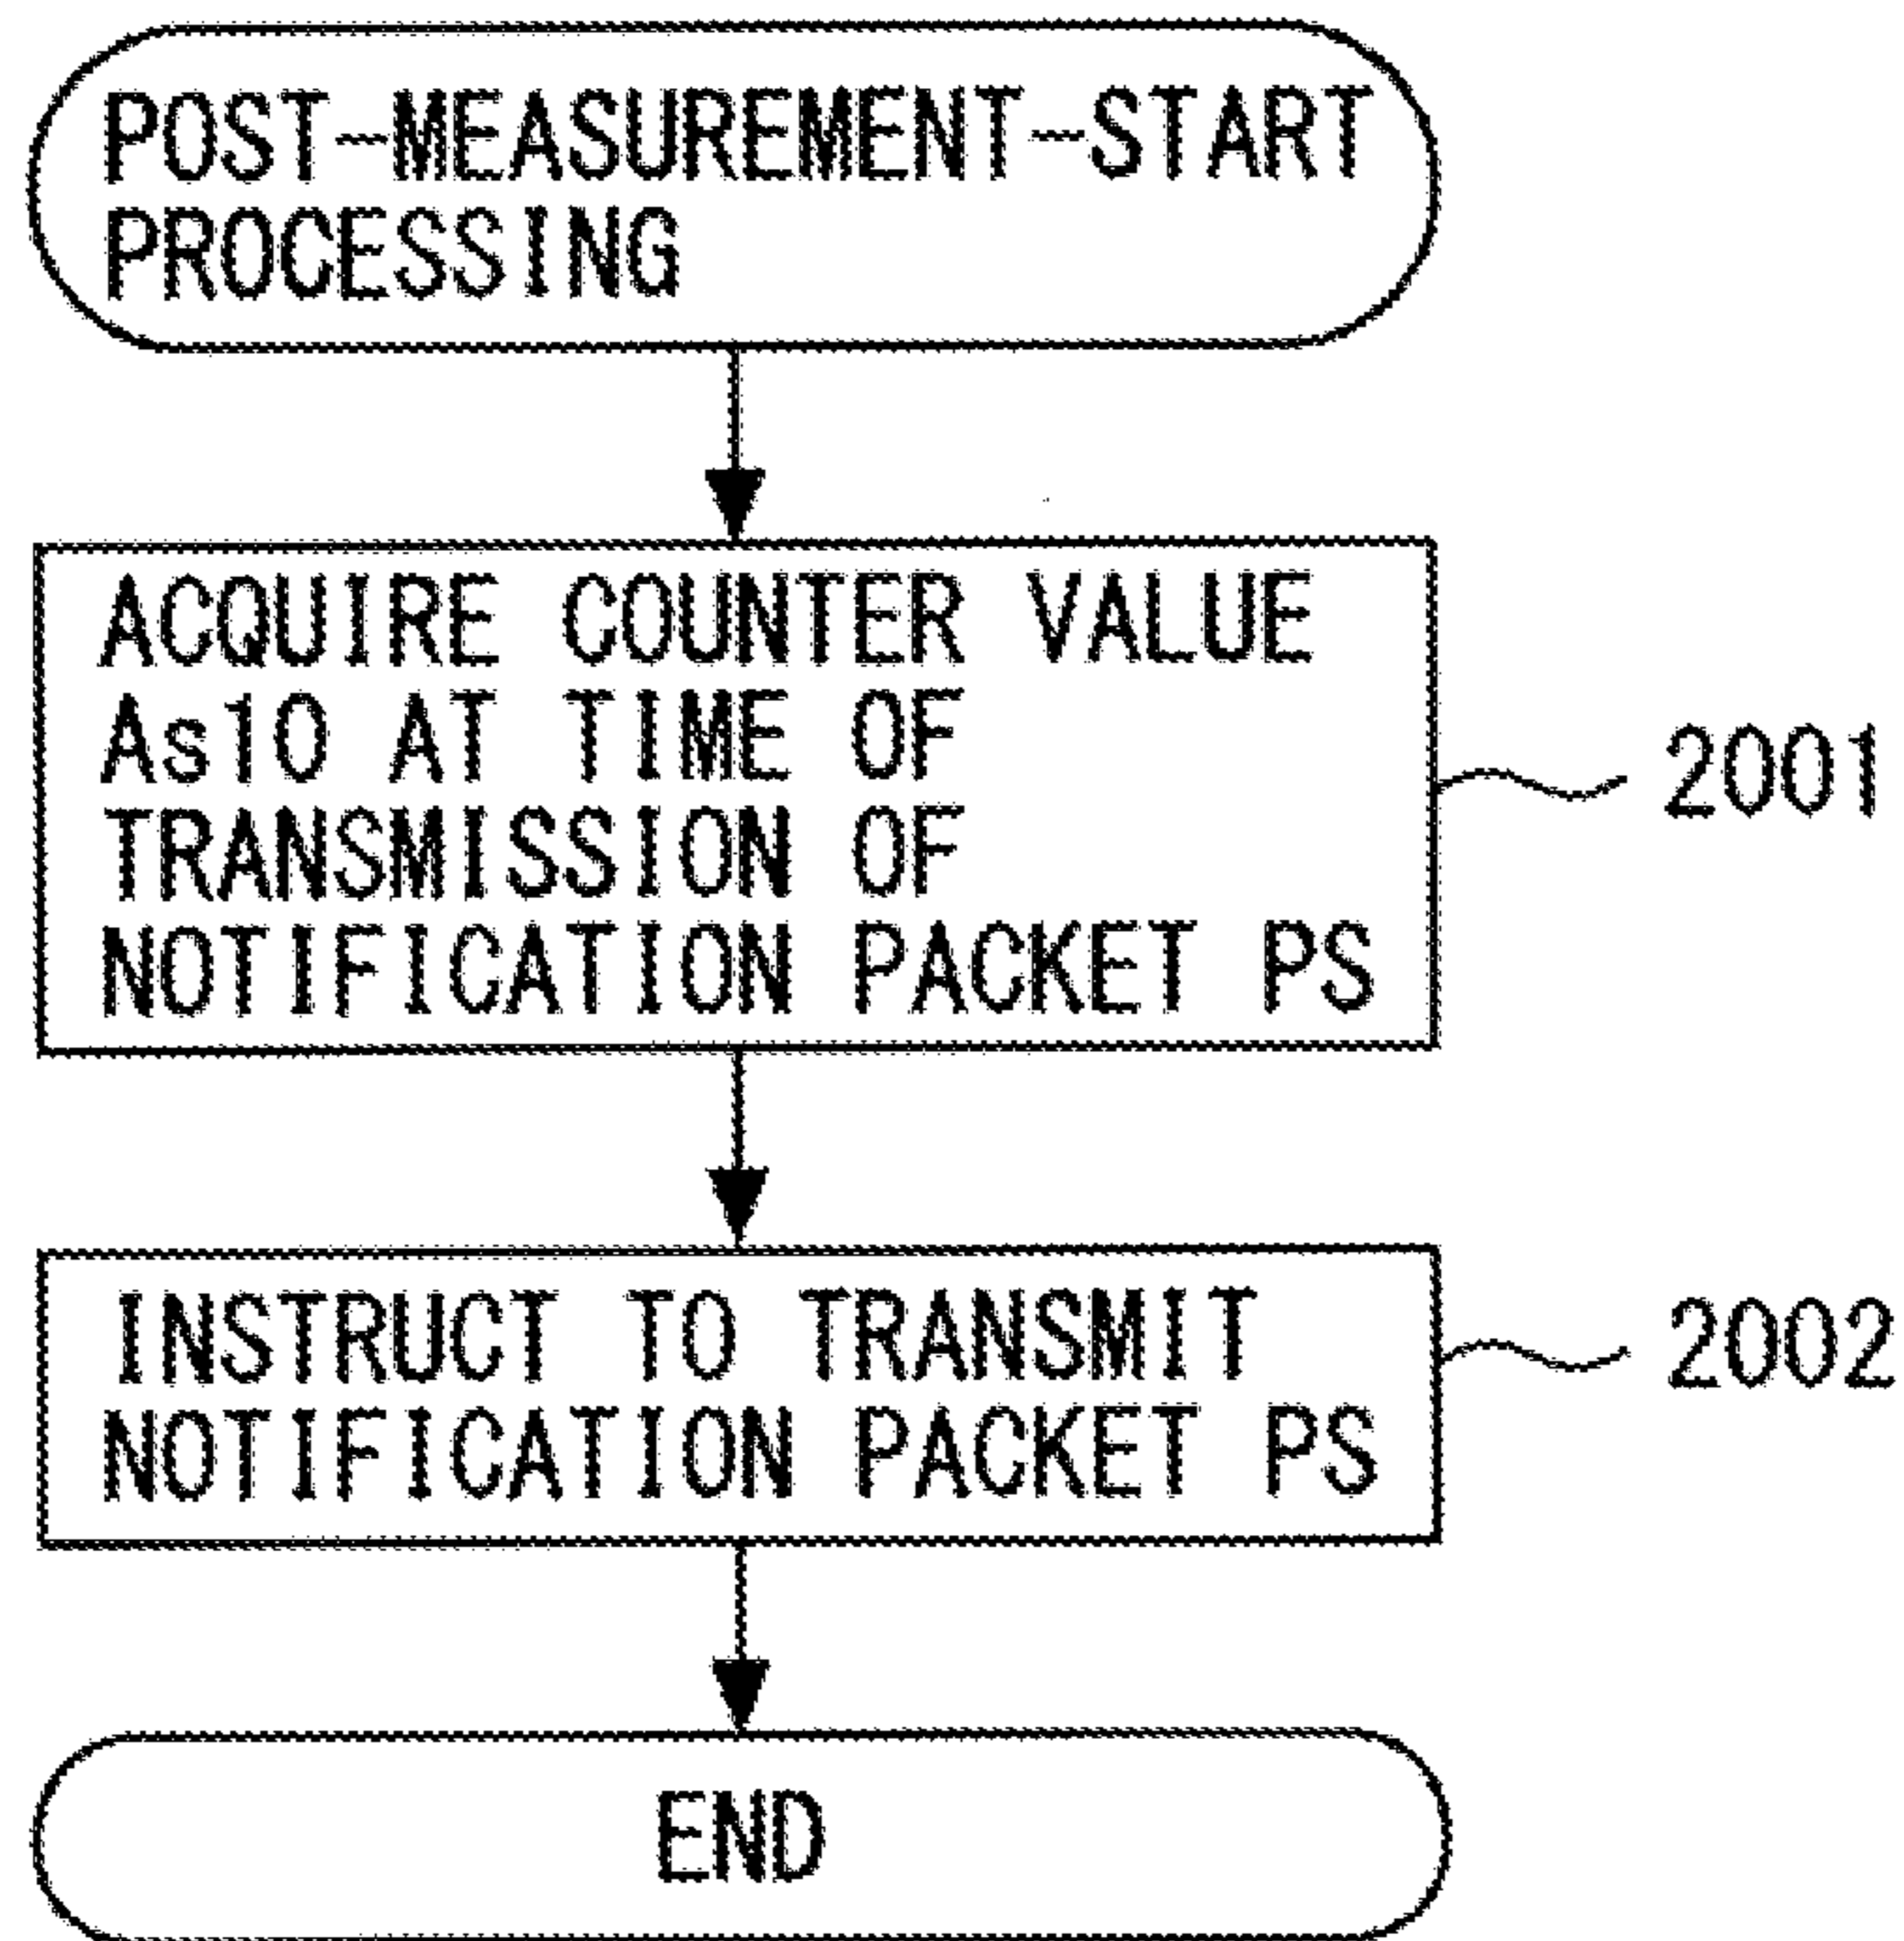 POST-MEASUREMENT-START
PROCESSING
ACQUIRE COUNTER VALUE
As10 AT TIME OF
TRANSMISSION OF
NOTIFICATION PACKET PS
2001
INSTRUCT TO TRANSMIT
NOTIFICATION PACKET PS
2002
END